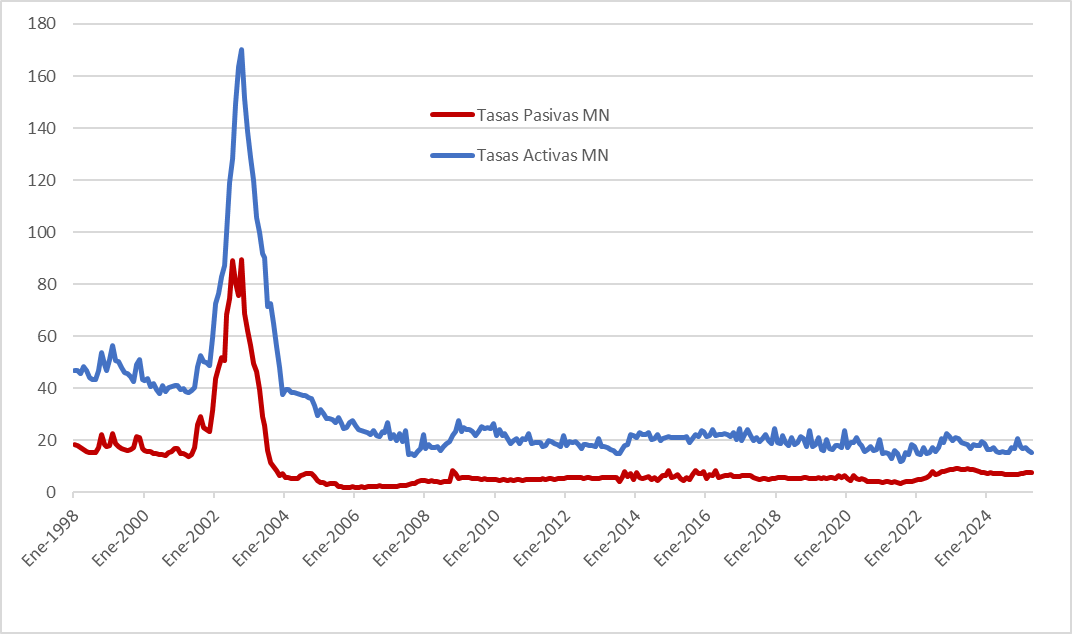 180
160
140
120
100
80
60
40
20
0
Tasas Pasivas MN
Tasas Activas MN
Ene-1998
Ene-2000
Ene-2002
Ene-2004
Ene-2006
Ene-2008
Ene-2010
Ene-2012
Ene-2014
Ene-2016
Ene-2018
Ene-2020
Ene-2022
Ene-2024